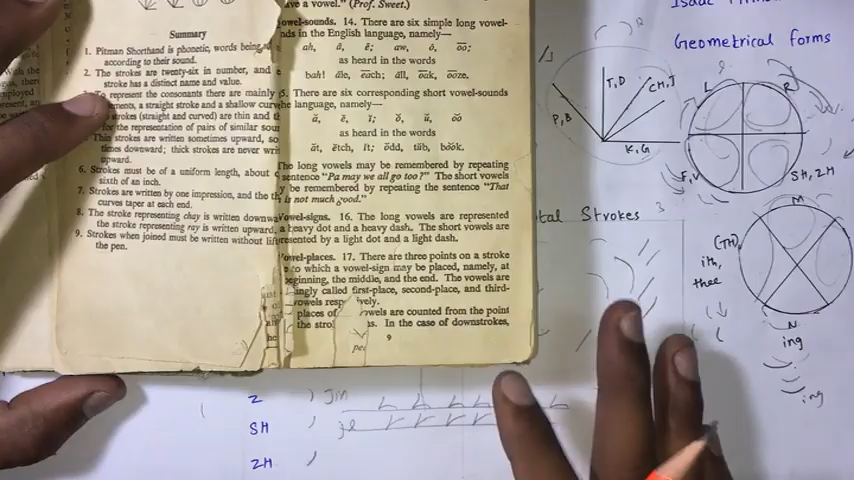 Summary
1. Pitman Shorthand is phonetic, words being
according to their sound.
2. The strokes are twenty-six in number, and
stroke has a distinct name and value.
To represent the consonants there are mainly
a straight stroke and a shallow curve
strokes (straight and curved) are thin and
for the representation of pairs of similar
Thin strokes are written sometimes upward,
times downward; thick strokes are never
upward.
6. Strokes must be of a uniform length, about
sixth of an inch.
7. Strokes are written by one impression, and the
curves taper at each end.
8. The stroke representing chay is written
the stroke representing ray is written upward.
9. Strokes when joined must be written without
the pen.
ave a vowel." (Prof. Sweet.)
owel-sounds. 14. There are six simple long vowel-
nds in the English language, namely—
ah, ā, ē; aw, ō, o͞o;
as heard in the words
bah! āle, ēach; āll, ōak, o͞oze.
There are six corresponding short vowel-sounds
he language, namely—
ă, ĕ, ĭ; ŏ, ŭ, o͝o
as heard in the words
ăt, ĕtch, ĭt; ŏdd, tŭb, bo͝ok.
The long vowels may be remembered by repeating
sentence "Pa may we all go too?" The short vowels
y be remembered by repeating the sentence "That
is not much good."
Vowel-signs. 16. The long vowels are represented
a heavy dot and a heavy dash. The short vowels are
resented by a light dot and a light dash.
Vowel-places. 17. There are three points on a stroke
to which a vowel-sign may be placed, namely, at
beginning, the middle, and the end. The vowels are
ingly called first-place, second-place, and third-
vowels
places of
are counted from the point
the
In the case of downstrokes,
9
Isaac
Geometrical forms
P, B
T, D
CH, J
K, G
L
R
F, V
SH, ZH
Strokes
M
(TH)
ith,
thee
N
ing
ing
Z
SH
ZH